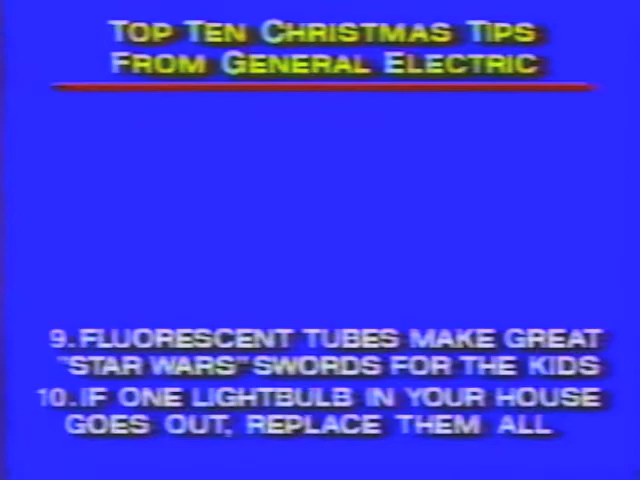 TOP TEN CHRISTMAS TIPS
FROM GENERAL ELECTRIC
9. FLUORESCENT TUBES MAKE GREAT
"STAR WARS" SWORDS FOR THE KIDS
10. IF ONE LIGHTBULB IN YOUR HOUSE
GOES OUT, REPLACE THEM ALL